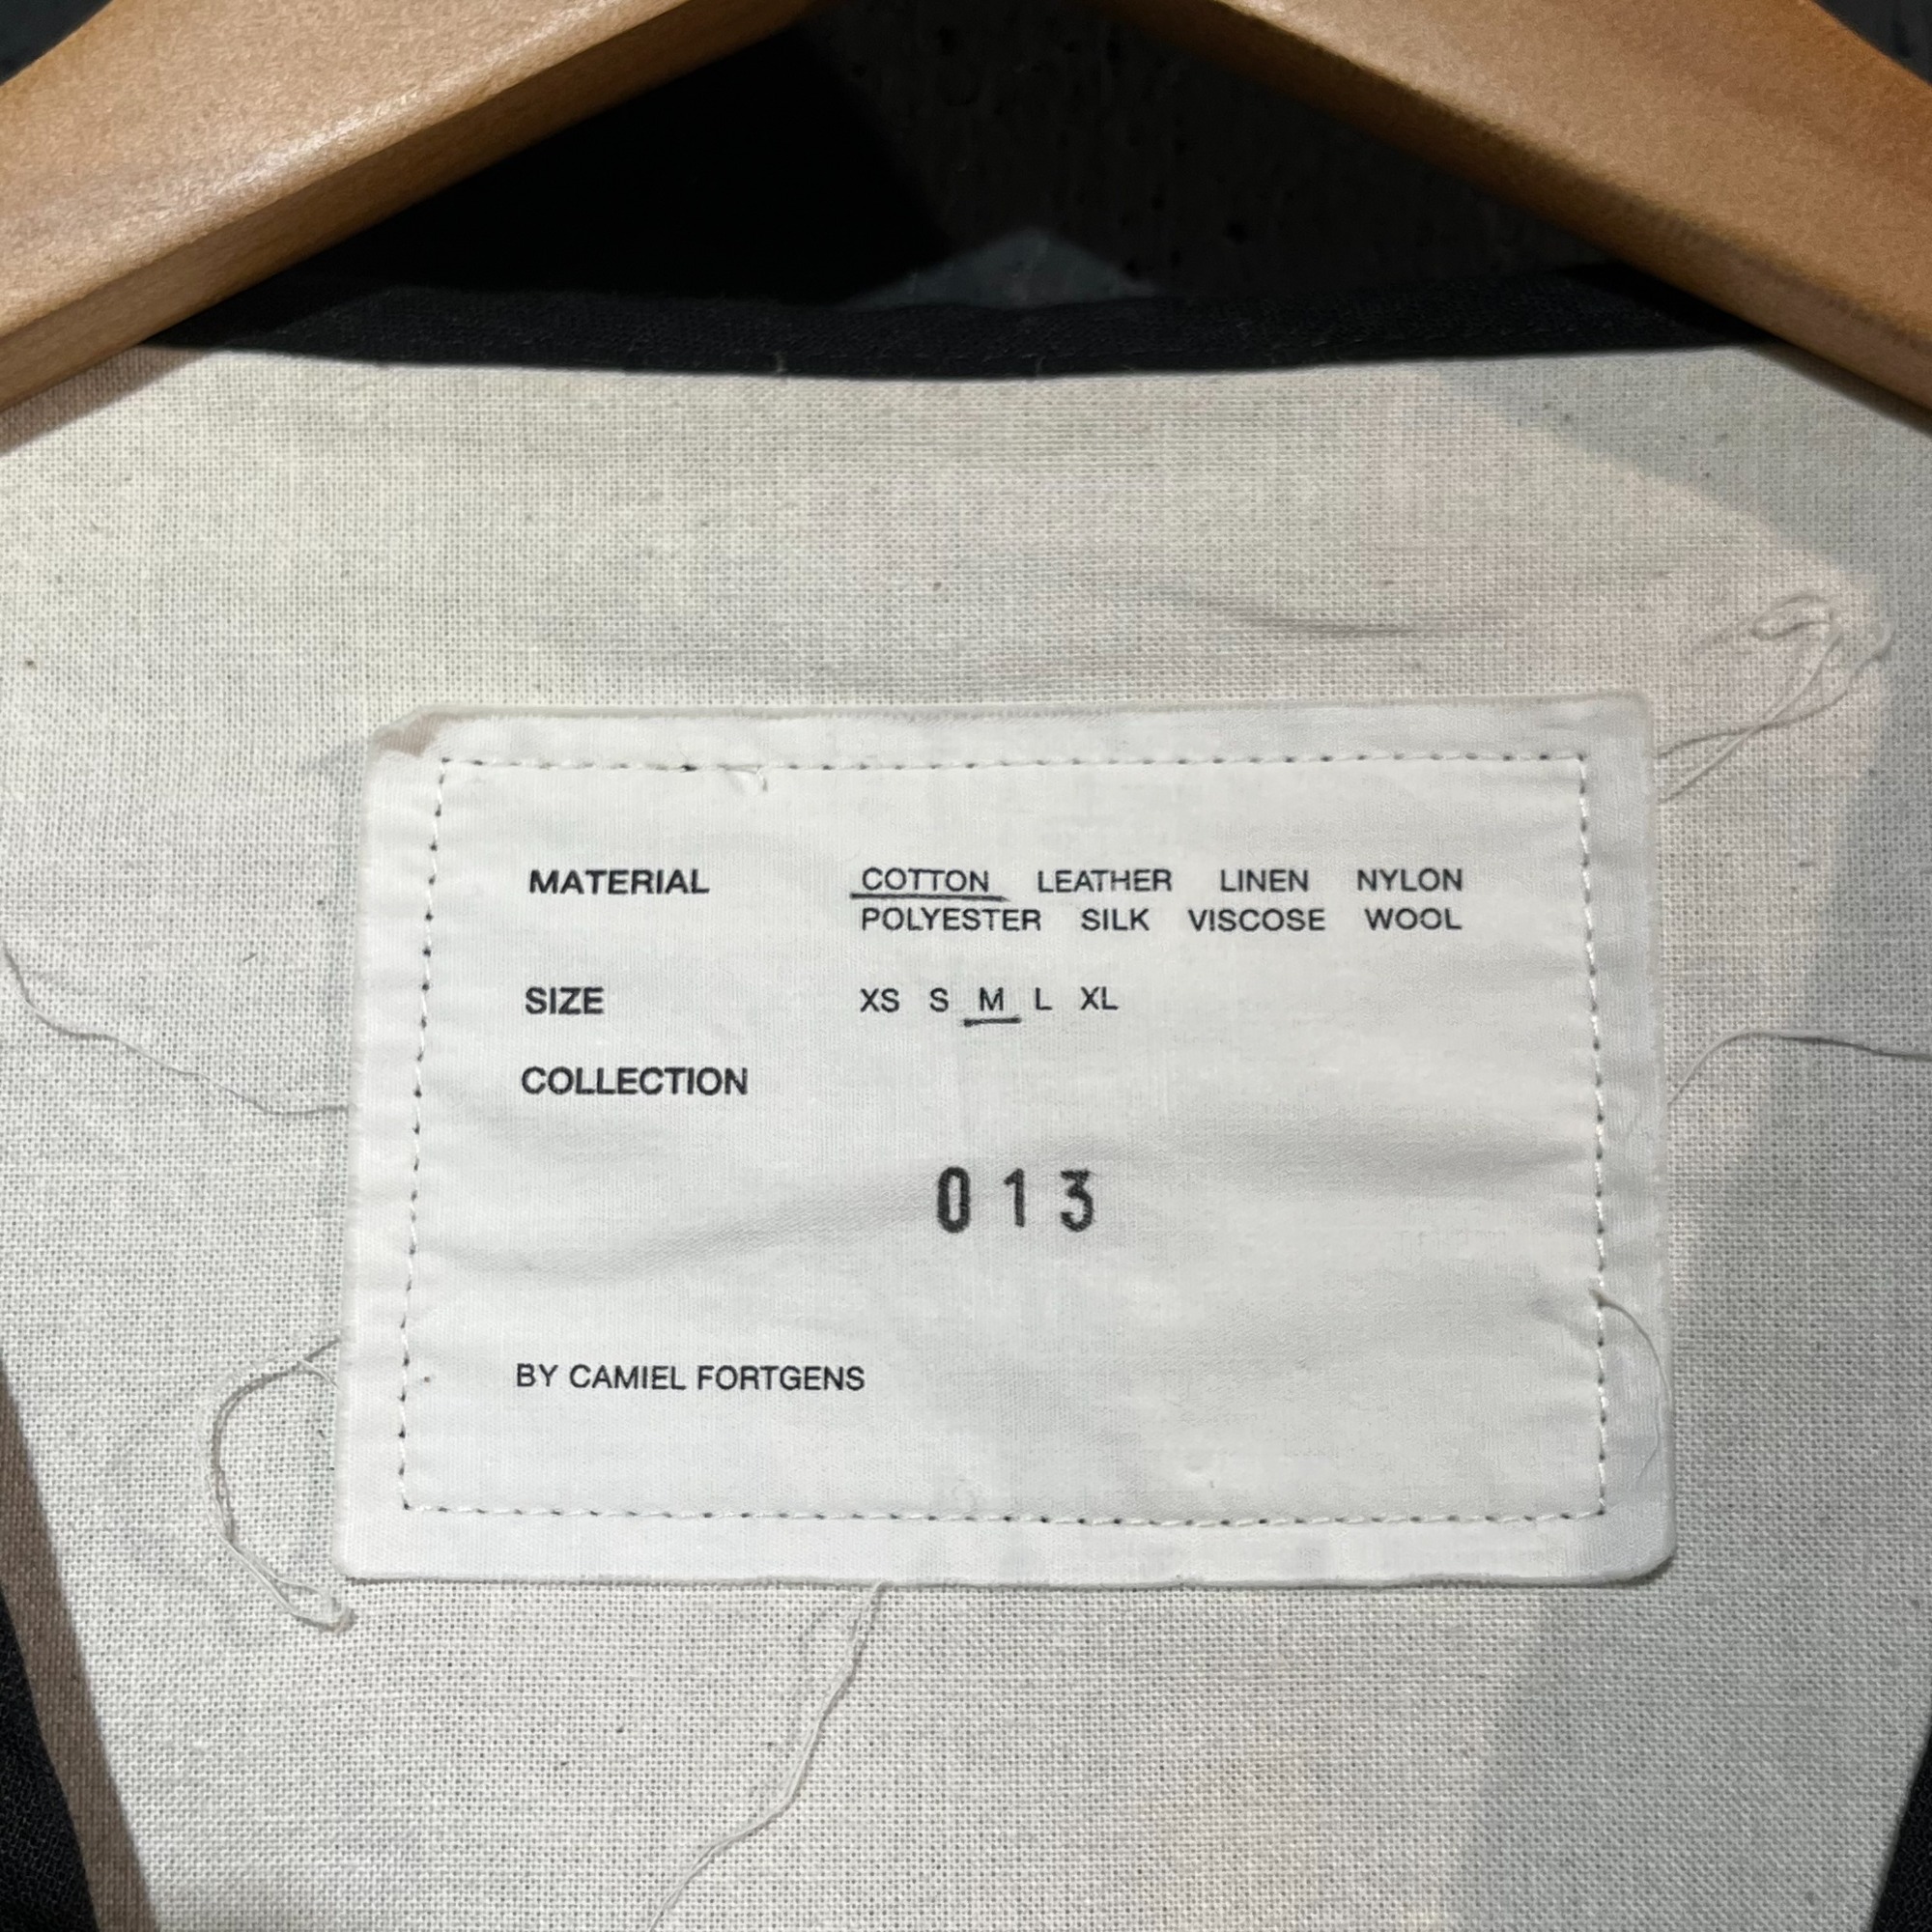 MATERIAL COTTON LEATHER LINEN NYLON
POLYESTER SILK VISCOSE WOOL
SIZE XS S M L XL
COLLECTION
013
BY CAMIEL FORTGENS